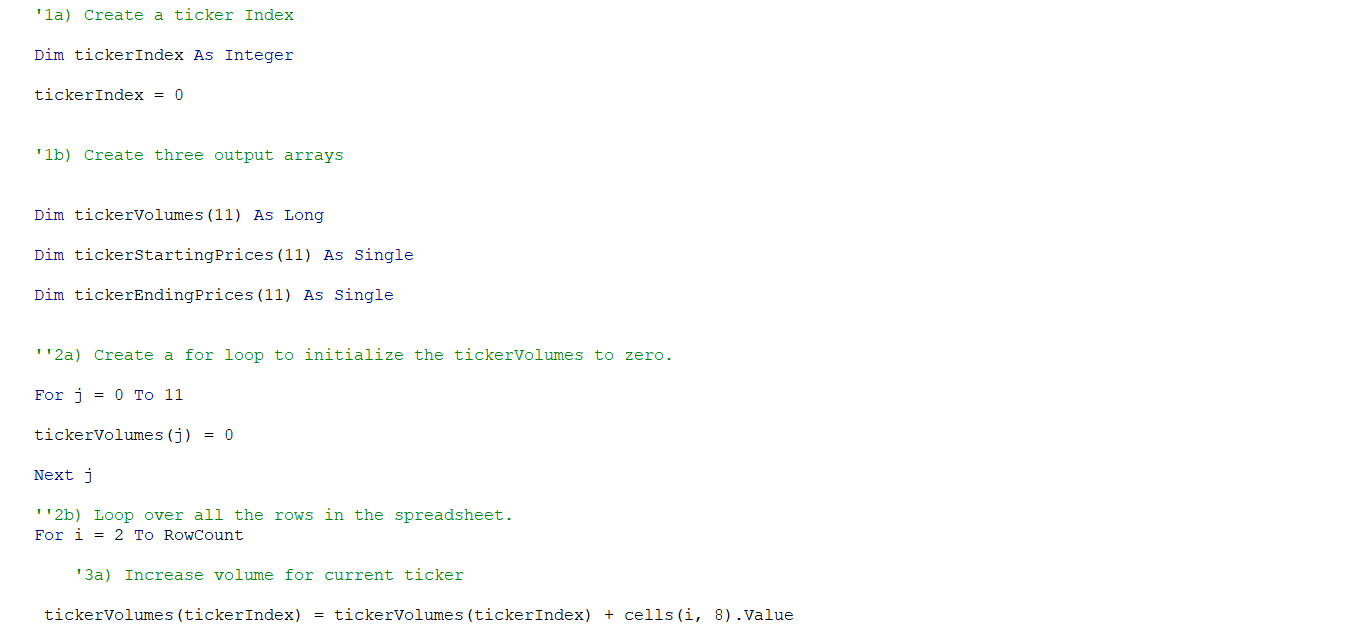 '1a) Create a ticker Index
Dim tickerIndex As Integer
tickerIndex = 0
'1b) Create three output arrays
Dim tickerVolumes(11) As Long
Dim tickerStartingPrices(11) As Single
Dim tickerEndingPrices(11) As Single
''2a) Create a for loop to initialize the tickerVolumes to zero.
For j = 0 To 11
tickerVolumes(j) = 0
Next j
''2b) Loop over all the rows in the spreadsheet.
For i = 2 To RowCount
'3a) Increase volume for current ticker
tickerVolumes(tickerIndex) = tickerVolumes(tickerIndex) + cells(i, 8).Value